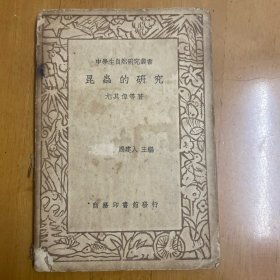 中學生自然研究叢書
昆蟲的研究
尤其偉等著
周建人 主編
商務印書館發行